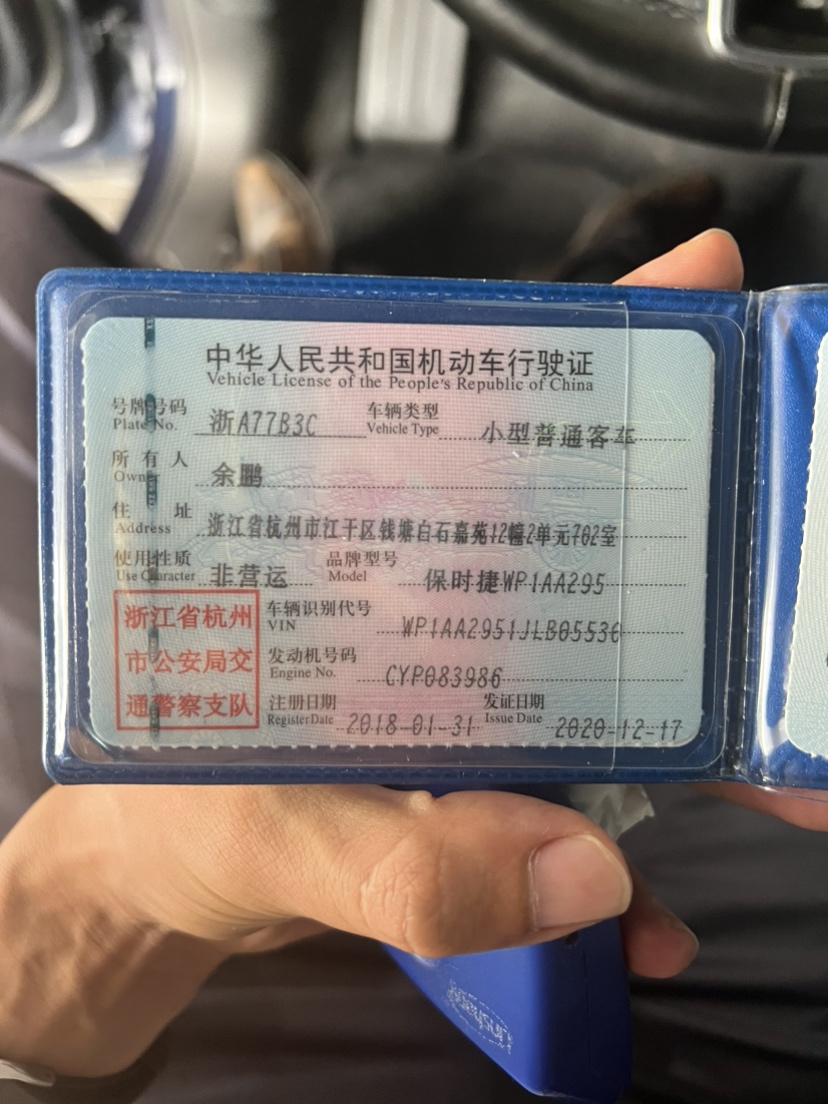 中华人民共和国机动车行驶证
Vehicle License of the People's Republic of China
号牌号码 浙A77B3C 车辆类型 小型普通客车
Plate No. Vehicle Type
所有人 余鹏
Owner
住址 浙江省杭州市江干区钱塘白石嘉苑12幢2单元702室
Address
使用性质 非营运 品牌型号 保时捷WP1AA295
Use Character Model
浙江省杭州 车辆识别代号 WP1AA2951JLB05536
VIN
市公安局交 发动机号码 CYP083986
Engine No.
通警察支队 注册日期 2018-01-31 发证日期 2020-12-17
Register Date Issue Date